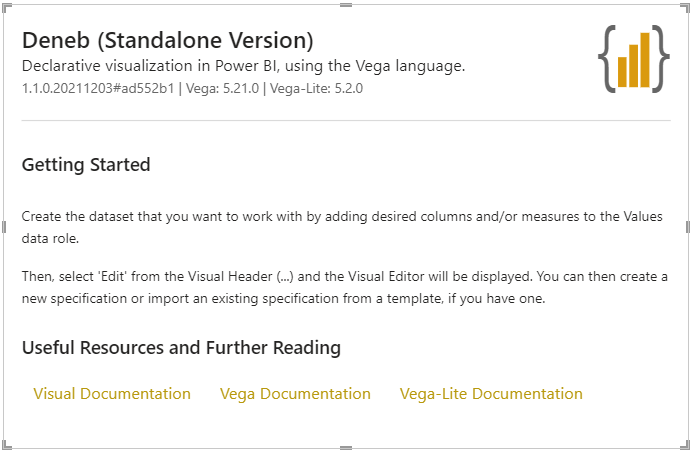 Deneb (Standalone Version)
Declarative visualization in Power BI, using the Vega language.
1.1.0.20211203#ad552b1 | Vega: 5.21.0 | Vega-Lite: 5.2.0
Getting Started
Create the dataset that you want to work with by adding desired columns and/or measures to the Values
data role.
Then, select 'Edit' from the Visual Header (...) and the Visual Editor will be displayed. You can then create a
new specification or import an existing specification from a template, if you have one.
Useful Resources and Further Reading
Visual Documentation Vega Documentation Vega-Lite Documentation